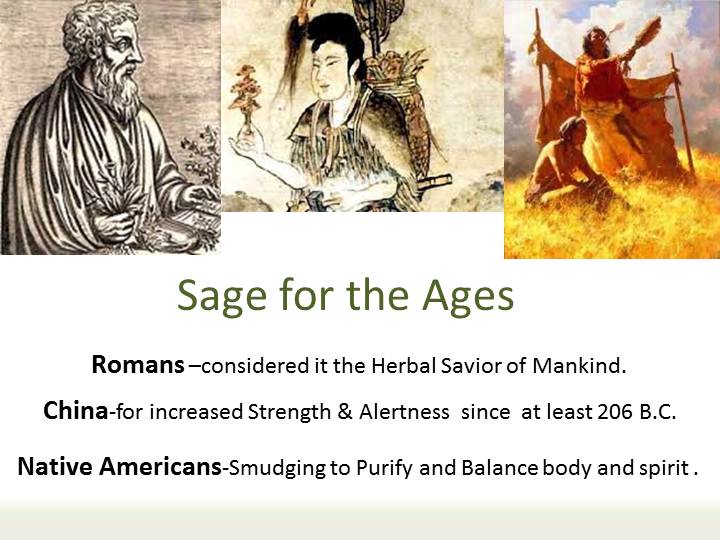 Sage for the Ages
Romans –considered it the Herbal Savior of Mankind.
China-for increased Strength & Alertness since at least 206 B.C.
Native Americans-Smudging to Purify and Balance body and spirit .